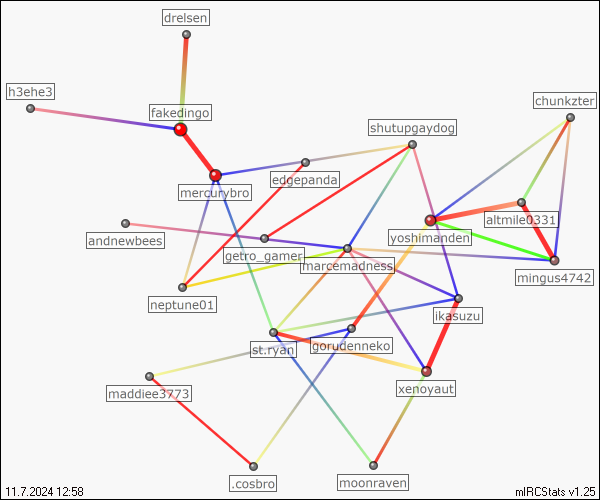 drelsen
h3ehe3
chunkzter
fakedingo
shutupgaydog
edgepanda
mercurybro
altmile0331
yoshimanden
andnewbees
getro_gamer
marcemadness
mingus4742
neptune01
ikasuzu
st.ryan
gorudenneko
xenoyaut
maddiee3773
.cosbro
moonraven
11.7.2024 12:58
mIRCStats v1.25